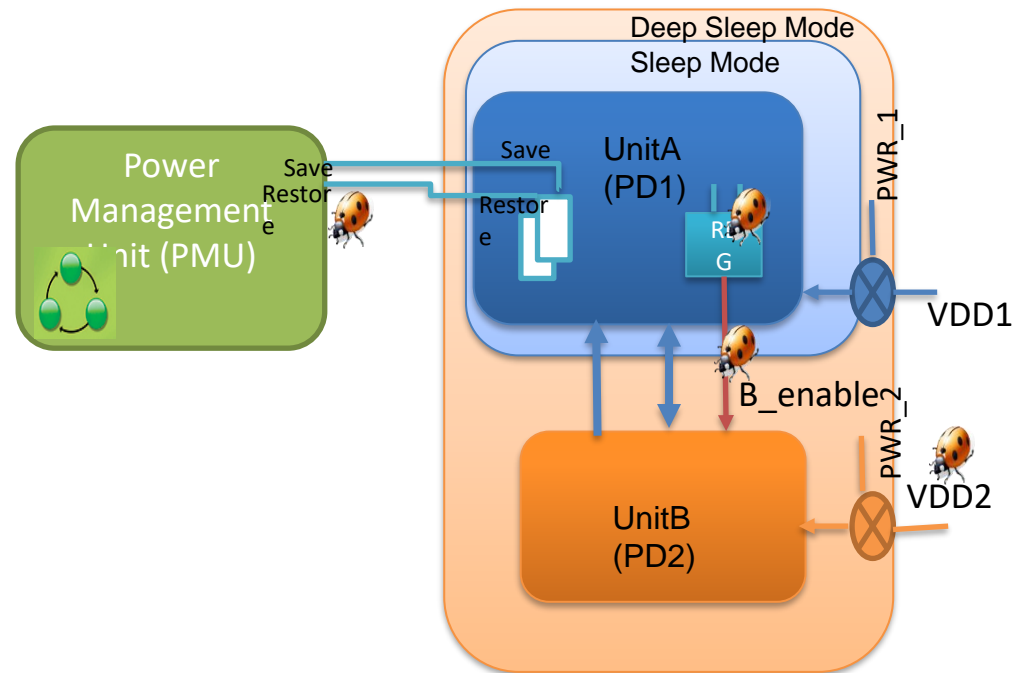 Deep Sleep Mode
Sleep Mode
Power
Management
Unit (PMU)
Save
Restor
e
Save
Restor
e
UnitA
(PD1)
G
PWR_1
VDD1
B_enable
PWR_2
VDD2
UnitB
(PD2)